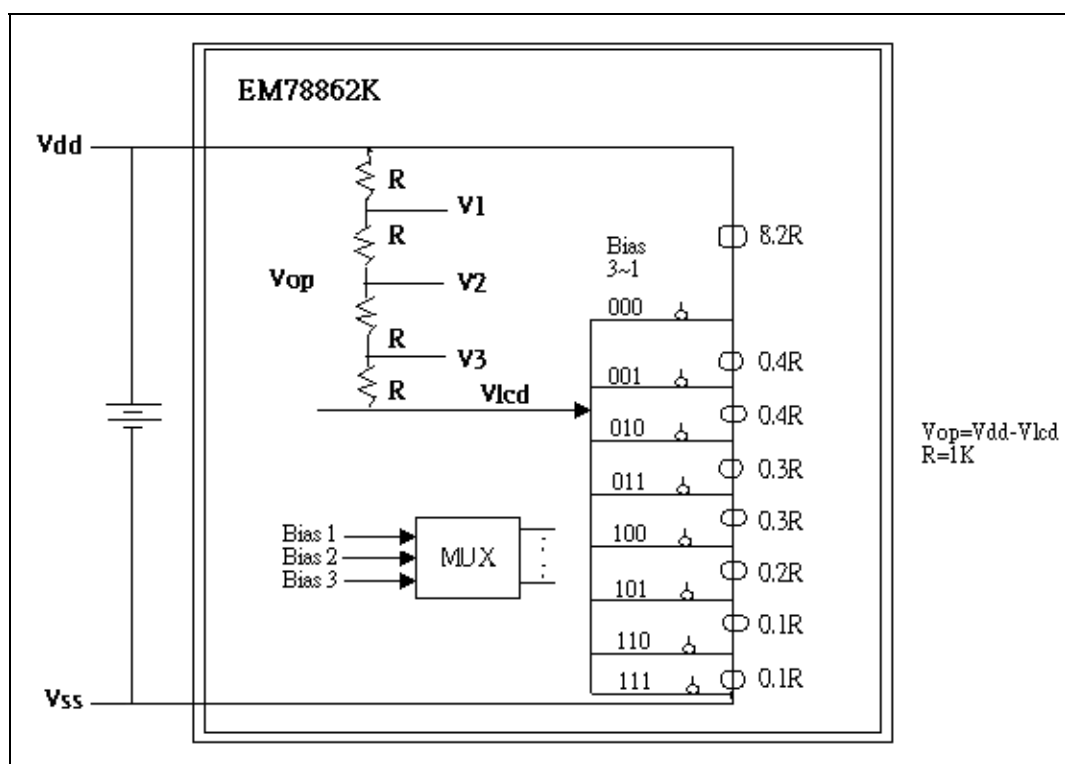 EM78862K
Vdd
R
V1
R
8.2R
Bias
3~1
Vop
V2
000
R
V3
0.4R
001
R
Vlcd
0.4R
010
Vop=Vdd-Vlcd
R=1K
0.3R
011
0.3R
100
Bias 1
Bias 2
Bias 3
MUX
0.2R
101
0.1R
110
0.1R
111
Vss